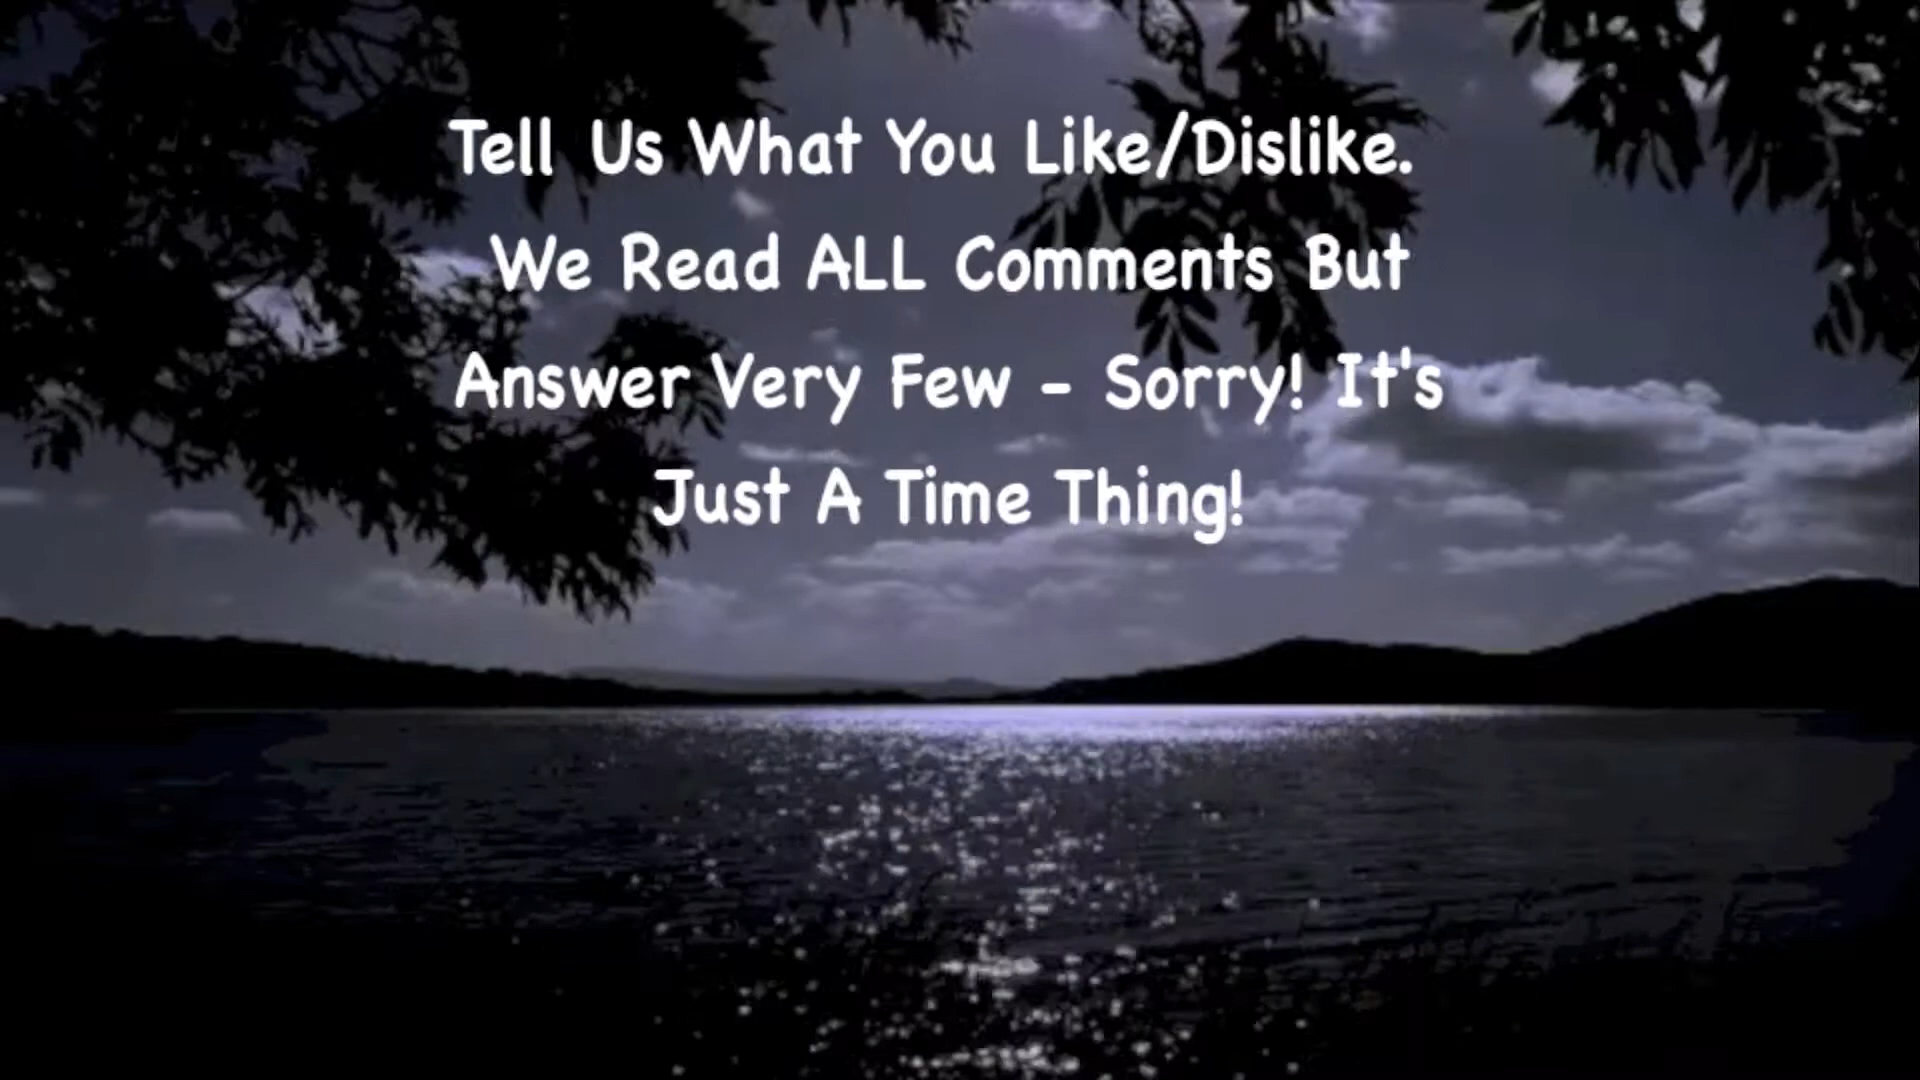 Tell Us What You Like/Dislike.
We Read ALL Comments But
Answer Very Few - Sorry! It's
Just A Time Thing!